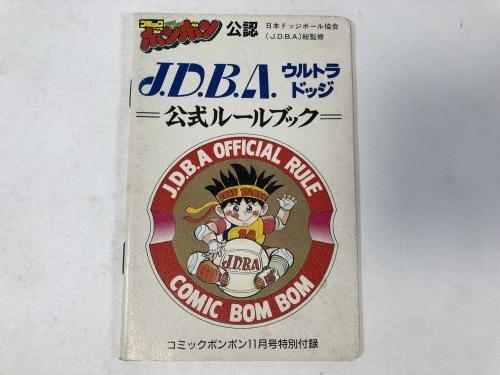 コミック
ボンボン 公認
日本ドッジボール協会
(J.D.B.A.)総監修
J.D.B.A. ウルトラ
ドッジ
公式ルールブック
J.D.B.A OFFICIAL RULE
J.D.B.A
COMIC BOM BOM
コミックボンボン11月号特別付録